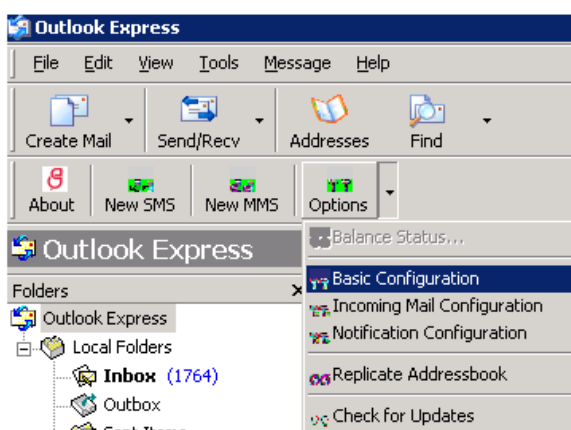 Outlook Express
File Edit View Tools Message Help
Create Mail Send/Recv Addresses Find
About New SMS New MMS Options
Outlook Express
Balance Status...
Basic Configuration
Folders x
Incoming Mail Configuration
Outlook Express
Notification Configuration
Local Folders
Inbox (1764)
Replicate Addressbook
Outbox
Check for Updates
Sent Items